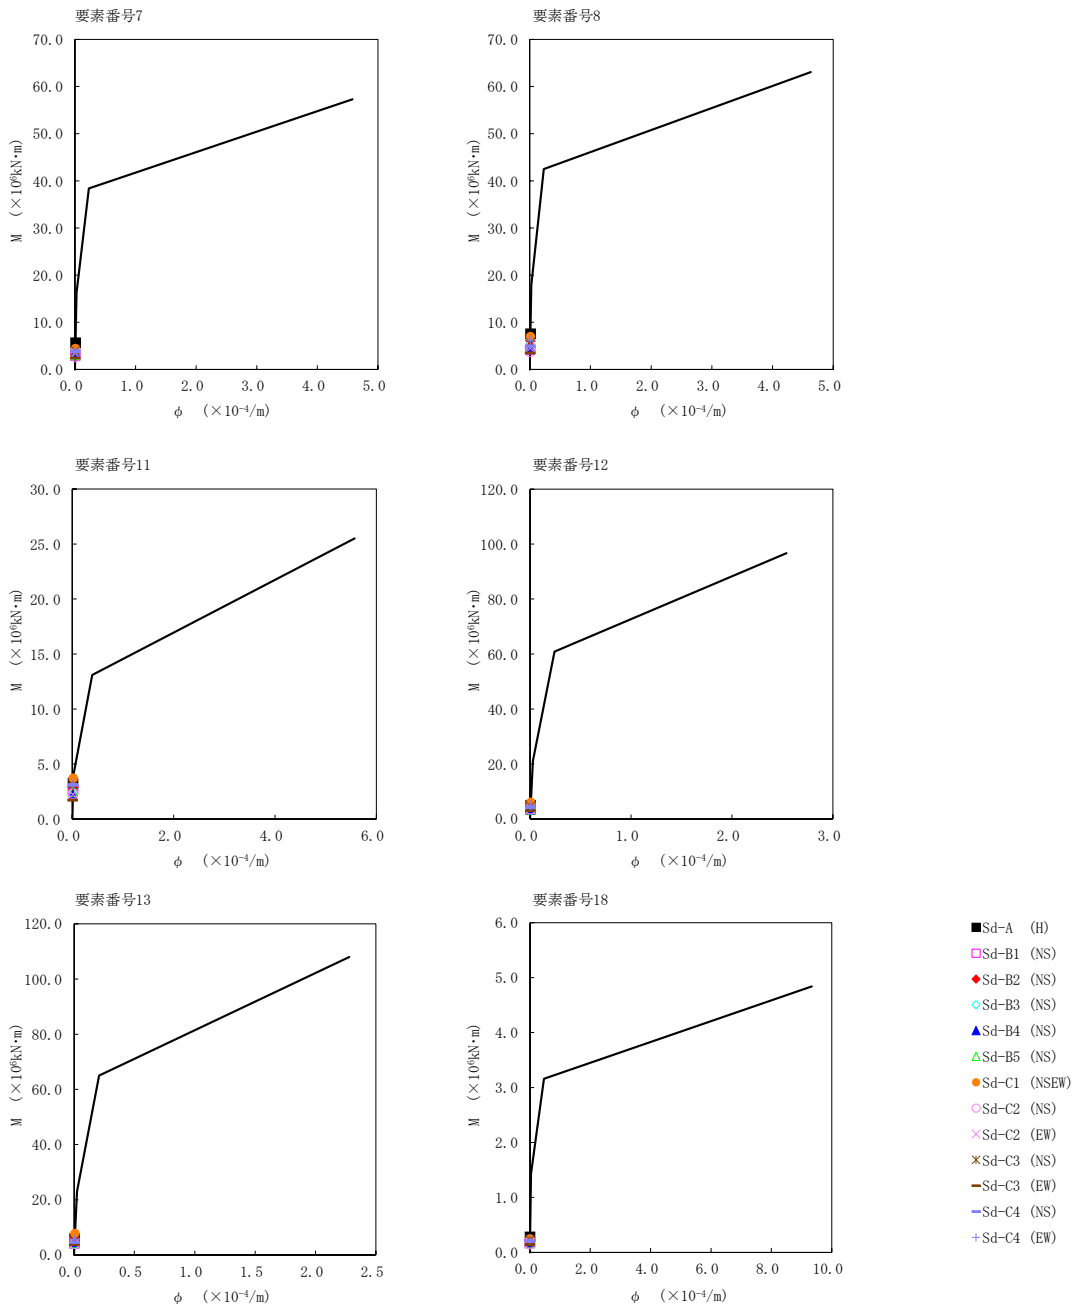 要素番号7
70.0
60.0
50.0
40.0
30.0
20.0
10.0
0.0
M (×10⁶kN・m)
0.0 1.0 2.0 3.0 4.0 5.0
φ (×10⁻⁴/m)
要素番号8
70.0
60.0
50.0
40.0
30.0
20.0
10.0
0.0
M (×10⁶kN・m)
0.0 1.0 2.0 3.0 4.0 5.0
φ (×10⁻⁴/m)
要素番号11
30.0
25.0
20.0
15.0
10.0
5.0
0.0
M (×10⁶kN・m)
0.0 2.0 4.0 6.0
φ (×10⁻⁴/m)
要素番号12
120.0
100.0
80.0
60.0
40.0
20.0
0.0
M (×10⁶kN・m)
0.0 1.0 2.0 3.0
φ (×10⁻⁴/m)
要素番号13
120.0
100.0
80.0
60.0
40.0
20.0
0.0
M (×10⁶kN・m)
0.0 0.5 1.0 1.5 2.0 2.5
φ (×10⁻⁴/m)
要素番号18
6.0
5.0
4.0
3.0
2.0
1.0
0.0
M (×10⁶kN・m)
0.0 2.0 4.0 6.0 8.0 10.0
φ (×10⁻⁴/m)
Sd-A (H)
Sd-B1 (NS)
Sd-B2 (NS)
Sd-B3 (NS)
Sd-B4 (NS)
Sd-B5 (NS)
Sd-C1 (NSEW)
Sd-C2 (NS)
Sd-C2 (EW)
Sd-C3 (NS)
Sd-C3 (EW)
Sd-C4 (NS)
Sd-C4 (EW)